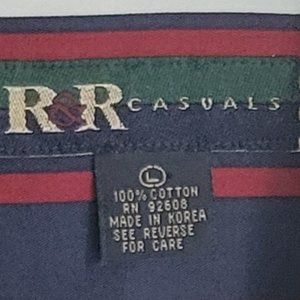 R&R CASUALS
L
100% COTTON
RN 92608
MADE IN KOREA
SEE REVERSE
FOR CARE